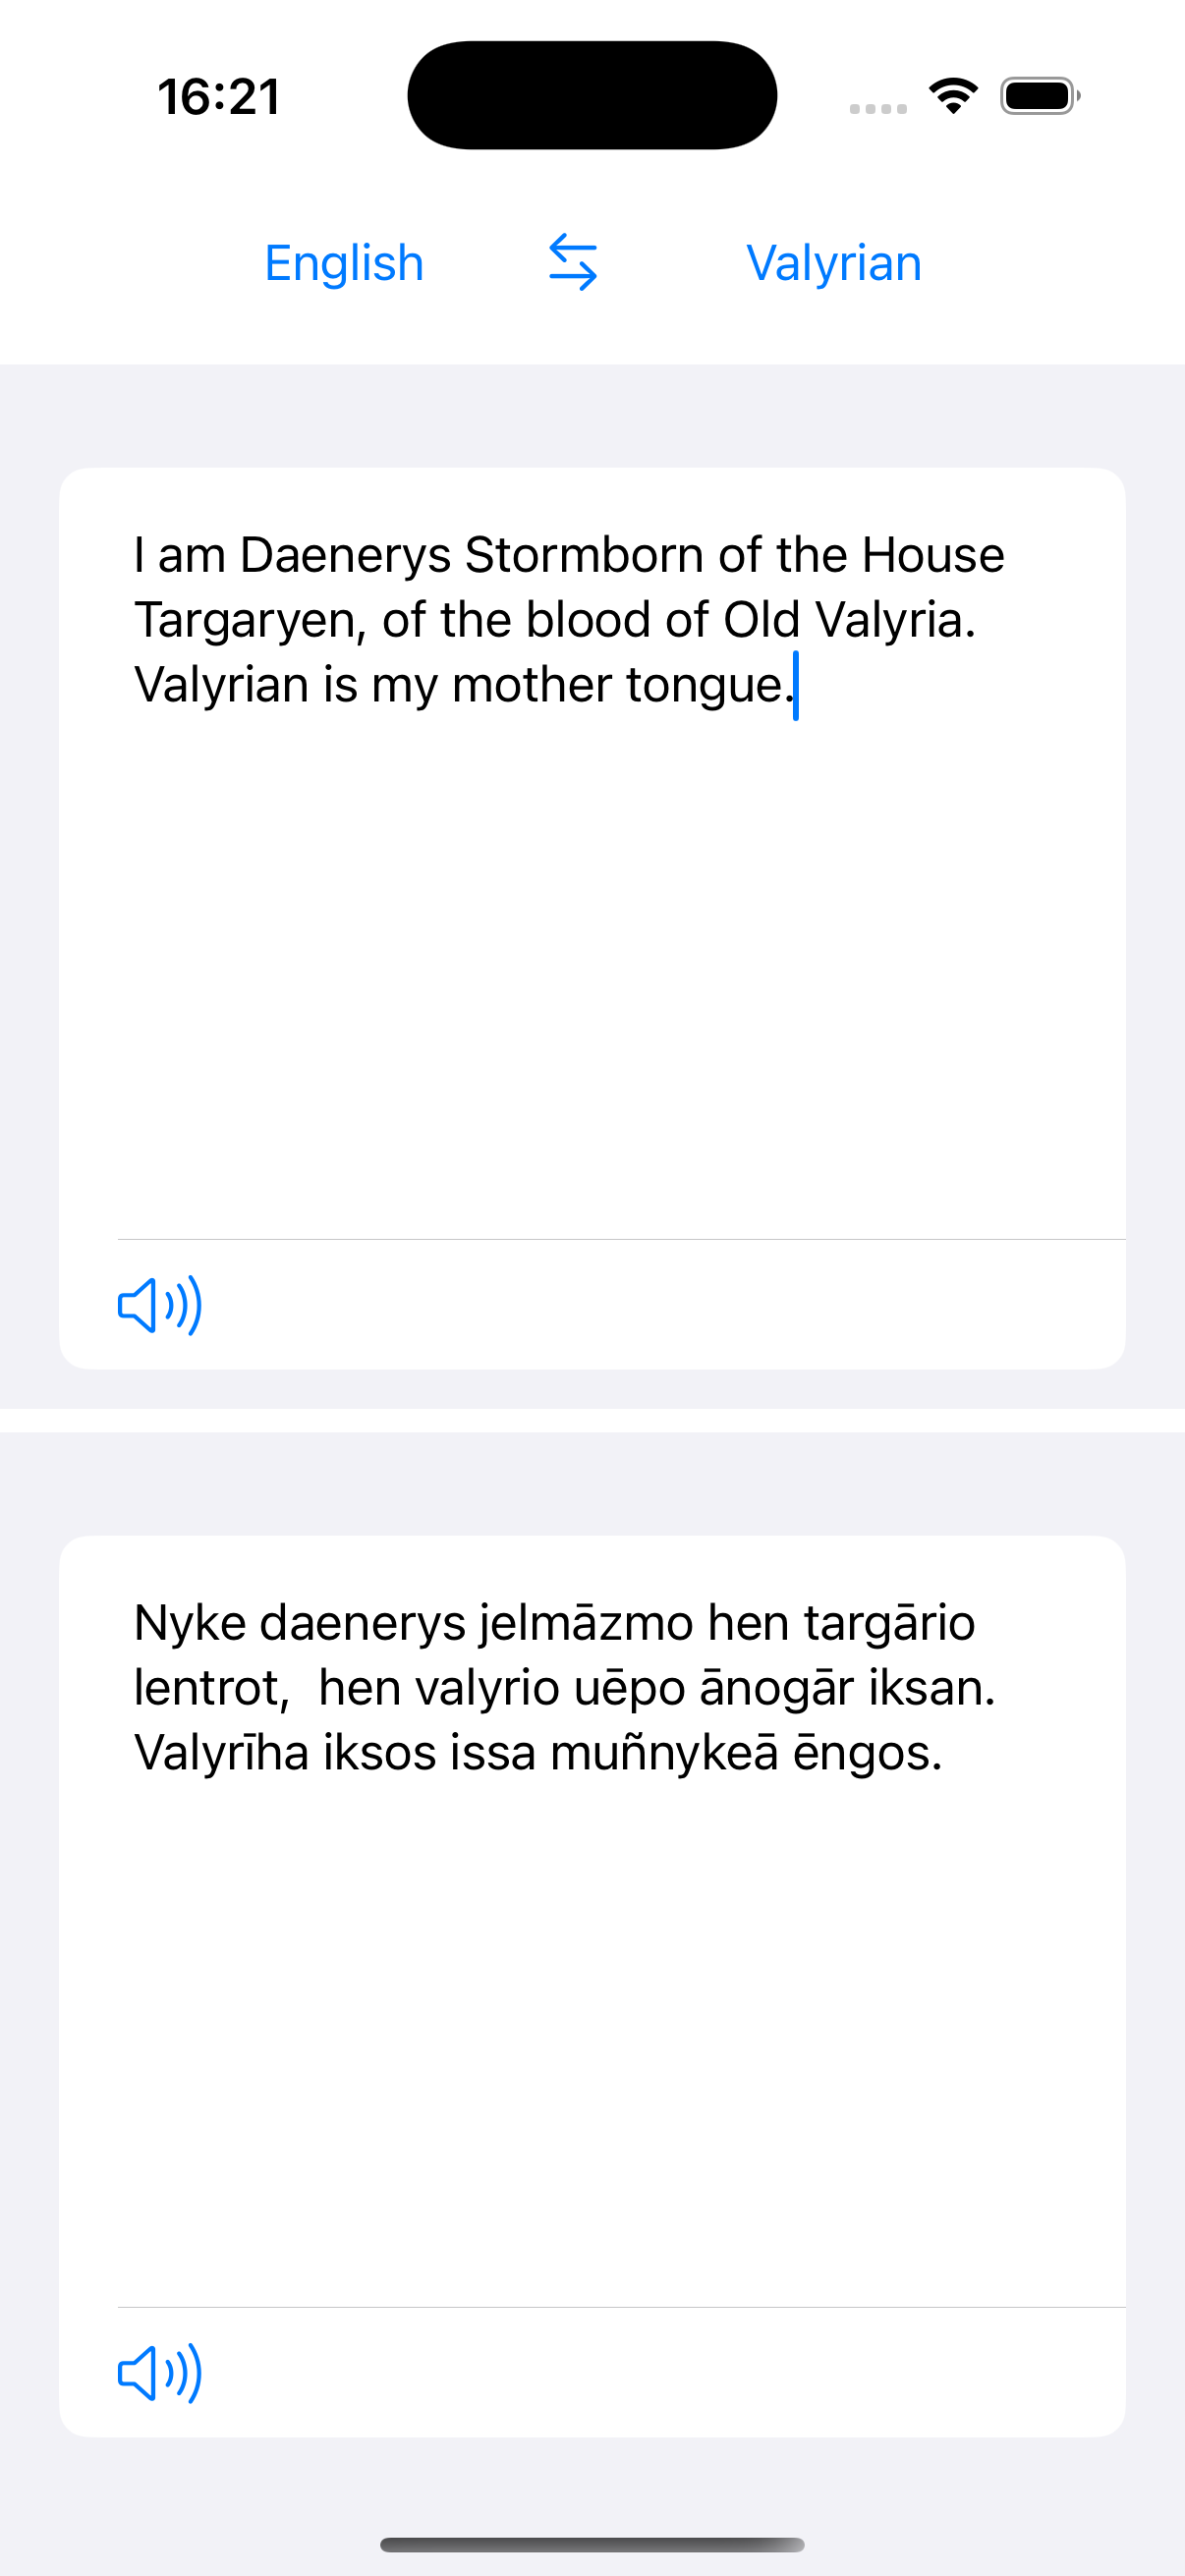 16:21
English Valyrian
I am Daenerys Stormborn of the House
Targaryen, of the blood of Old Valyria.
Valyrian is my mother tongue.
Nyke daenerys jelmāzmo hen targārio
lentrot,  hen valyrio uēpo ānogār iksan.
Valyrīha iksos issa muñnykeā ēngos.